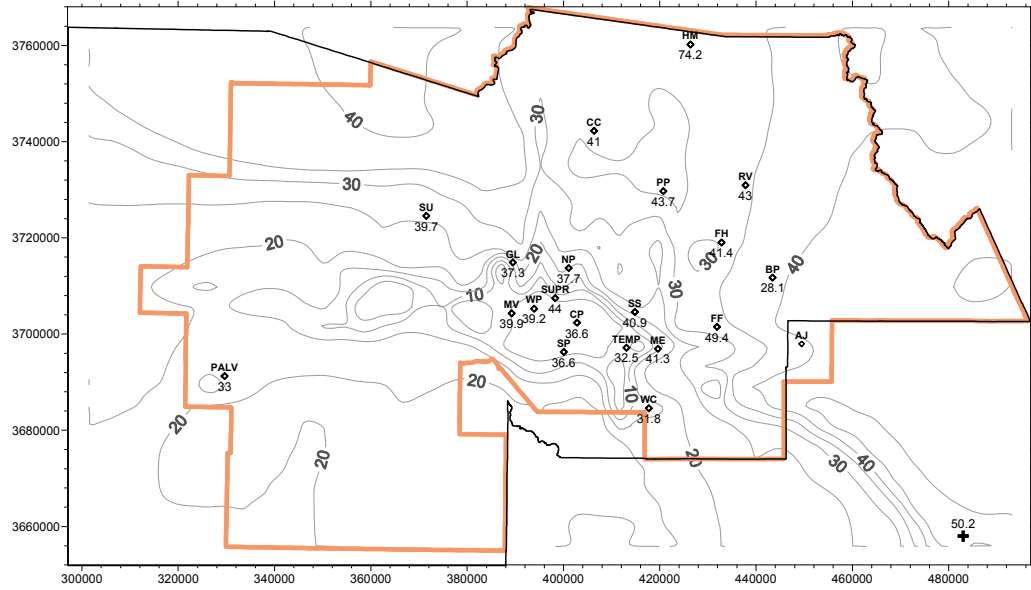 3760000
HM
74.2
40
30
CC
41
3740000
30
PP
43.7
RV
43
SU
39.7
3720000
20
20
GL
37.3
NP
37.7
FH
41.4
30
40
BP
28.1
30
10
SUPR
44
MV
39.9
WP
39.2
CP
36.6
SS
40.9
FF
49.4
3700000
SP
36.6
TEMP
32.5
ME
41.3
AJ
PALV
33
20
10
WC
31.8
20
3680000
20
20
30
40
3660000
50.2
300000 320000 340000 360000 380000 400000 420000 440000 460000 480000